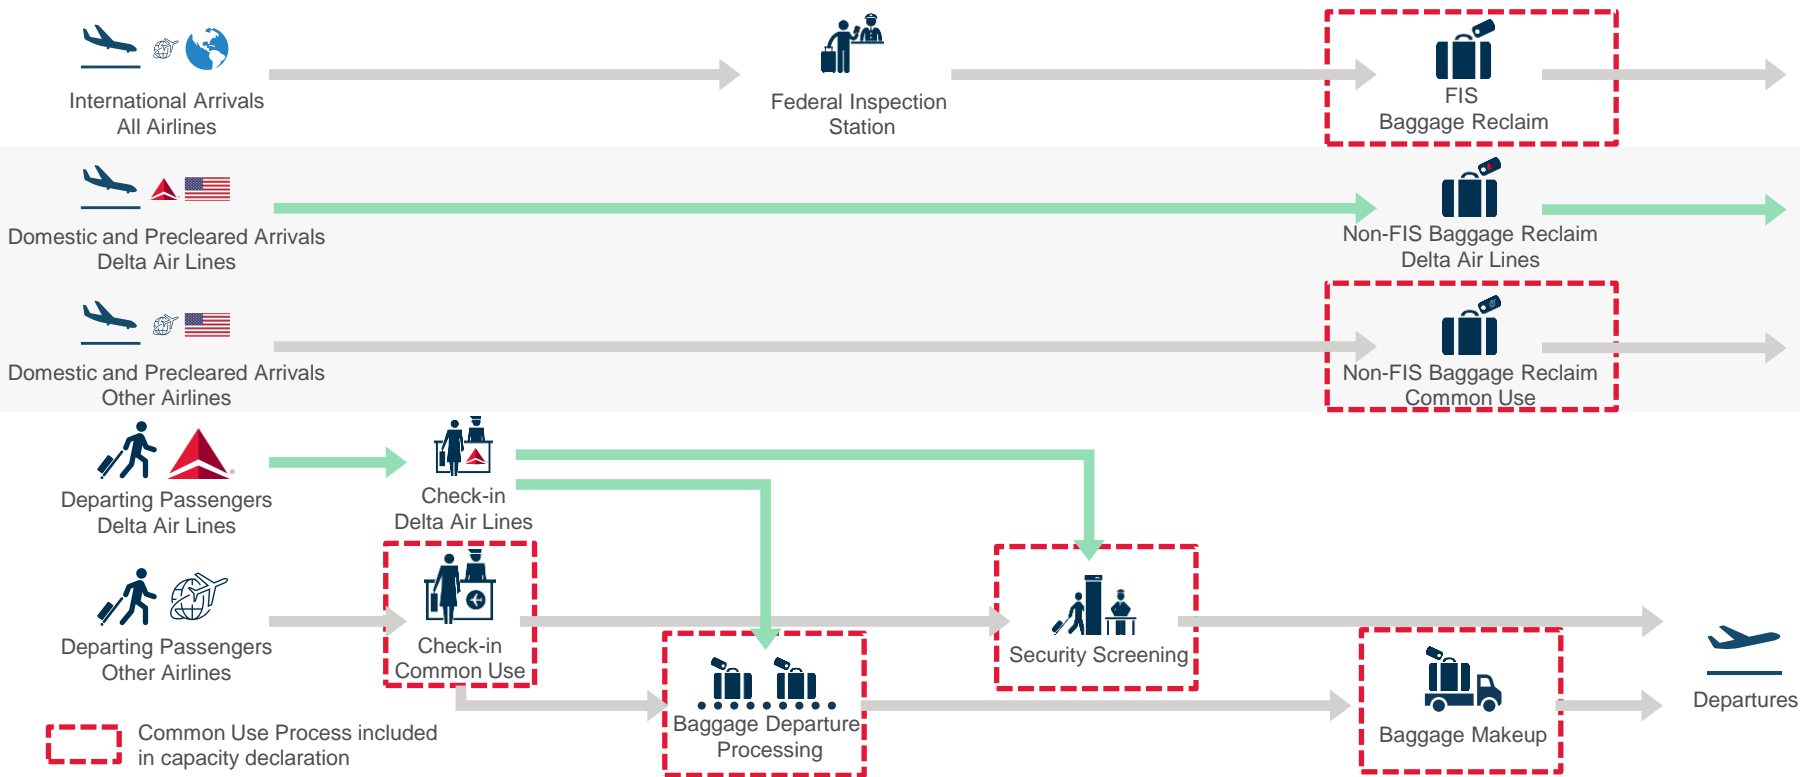 International Arrivals
All Airlines
Federal Inspection
Station
FIS
Baggage Reclaim
Domestic and Precleared Arrivals
Delta Air Lines
Non-FIS Baggage Reclaim
Delta Air Lines
Domestic and Precleared Arrivals
Other Airlines
Non-FIS Baggage Reclaim
Common Use
Departing Passengers
Delta Air Lines
Check-in
Delta Air Lines
Departing Passengers
Other Airlines
Check-in
Common Use
Security Screening
Baggage Departure
Processing
Baggage Makeup
Departures
Common Use Process included
in capacity declaration